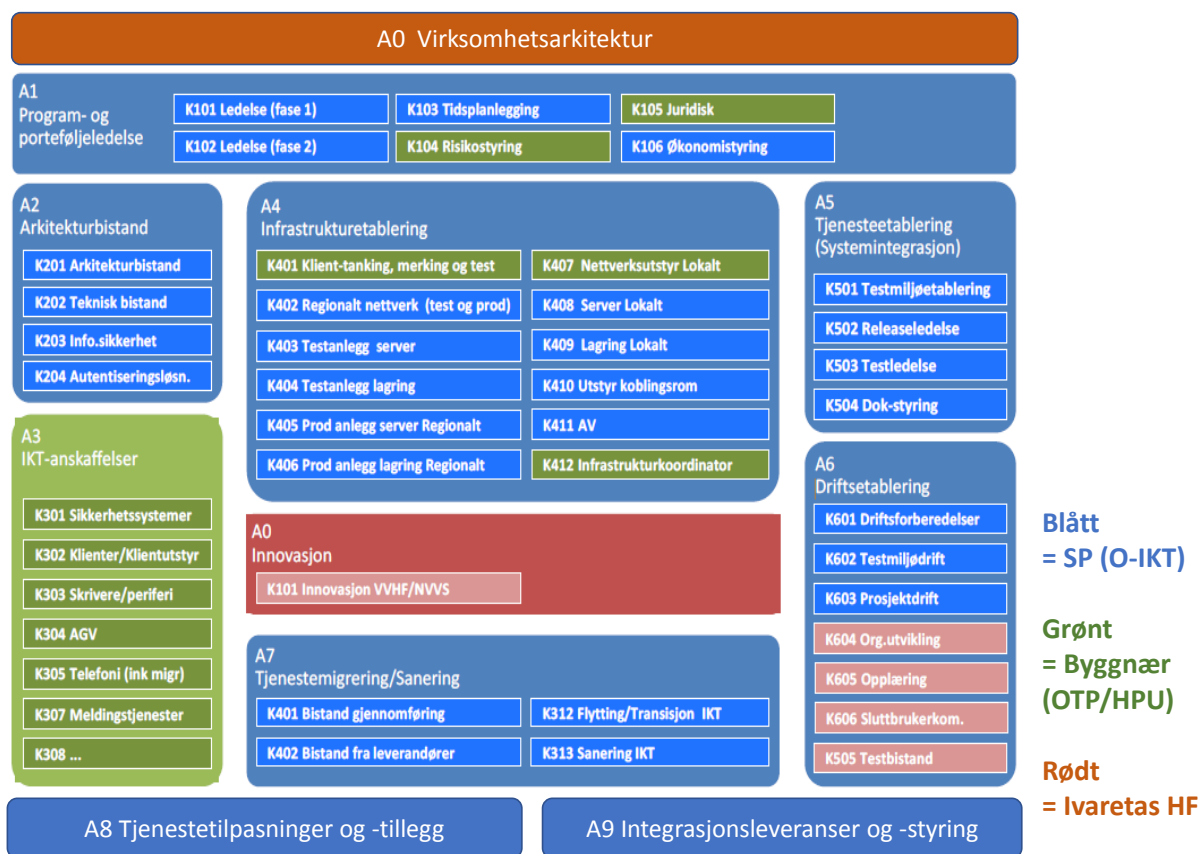 A0 Virksomhetsarkitektur
A1
Program- og
porteføljeledelse
K101 Ledelse (fase 1)
K103 Tidsplanlegging
K105 Juridisk
K102 Ledelse (fase 2)
K104 Risikostyring
K106 Økonomistyring
A2
Arkitekturbistand
K201 Arkitekturbistand
K202 Teknisk bistand
K203 Info.sikkerhet
K204 Autentiseringsløsn.
A3
IKT-anskaffelser
K301 Sikkerhetssystemer
K302 Klienter/Klientutstyr
K303 Skrivere/periferi
K304 AGV
K305 Telefoni (ink migr)
K307 Meldingstjenester
K308 ...
A4
Infrastrukturetablering
K401 Klient-tanking, merking og test
K407 Nettverksutstyr Lokalt
K402 Regionalt nettverk (test og prod)
K408 Server Lokalt
K403 Testanlegg server
K409 Lagring Lokalt
K404 Testanlegg lagring
K410 Utstyr koblingsrom
K405 Prod anlegg server Regionalt
K411 AV
K406 Prod anlegg lagring Regionalt
K412 Infrastrukturkoordinator
A0
Innovasjon
K101 Innovasjon VVHF/NVVS
A7
Tjenestemigrering/Sanering
K401 Bistand gjennomføring
K312 Flytting/Transisjon IKT
K402 Bistand fra leverandører
K313 Sanering IKT
A5
Tjenesteetablering
(Systemintegrasjon)
K501 Testmiljøetablering
K502 Releaseledelse
K503 Testledelse
K504 Dok-styring
A6
Driftsetablering
K601 Driftsforberedelser
K602 Testmiljødrift
K603 Prosjektdrift
K604 Org.utvikling
K605 Opplæring
K606 Sluttbrukerkom.
K505 Testbistand
A8 Tjenestetilpasninger og -tillegg
A9 Integrasjonsleveranser og -styring
Blått
= SP (O-IKT)
Grønt
= Byggnær
(OTP/HPU)
Rødt
= Ivaretas HF